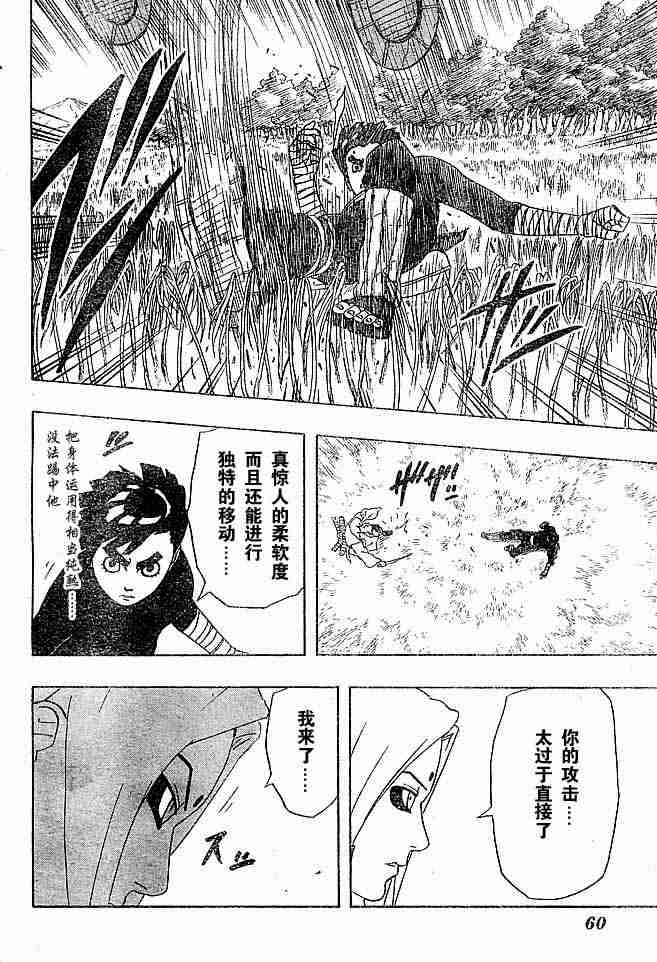 真惊人的柔软度
而且还能进行
独特的移动……
把身体运用得相当纯熟……
没法踢中他
你的攻击……
太过于直接了
我来了……
ズ
60